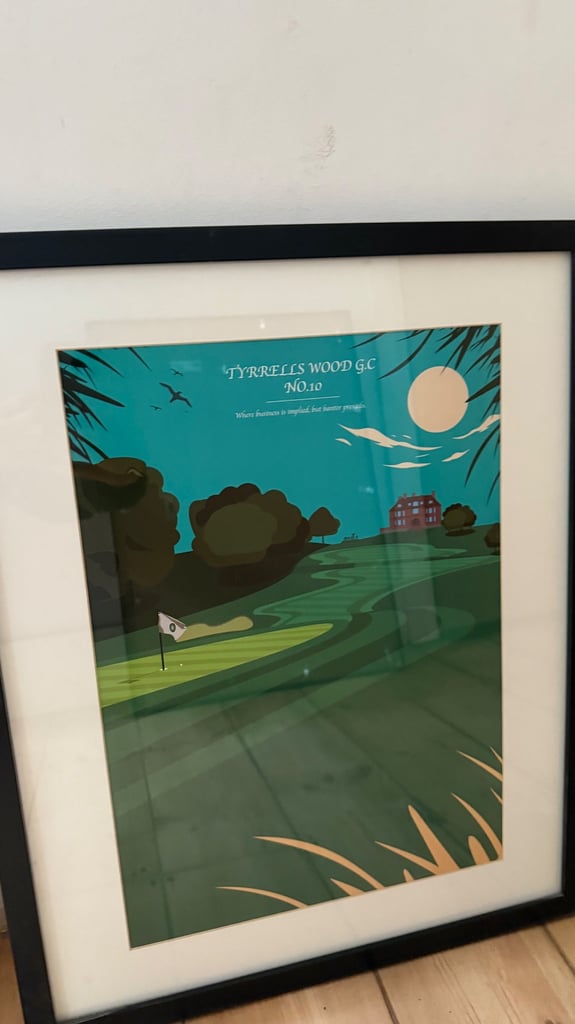 TYRRELLS WOOD G.C
NO.10
Where business is implied, but banter prevails.